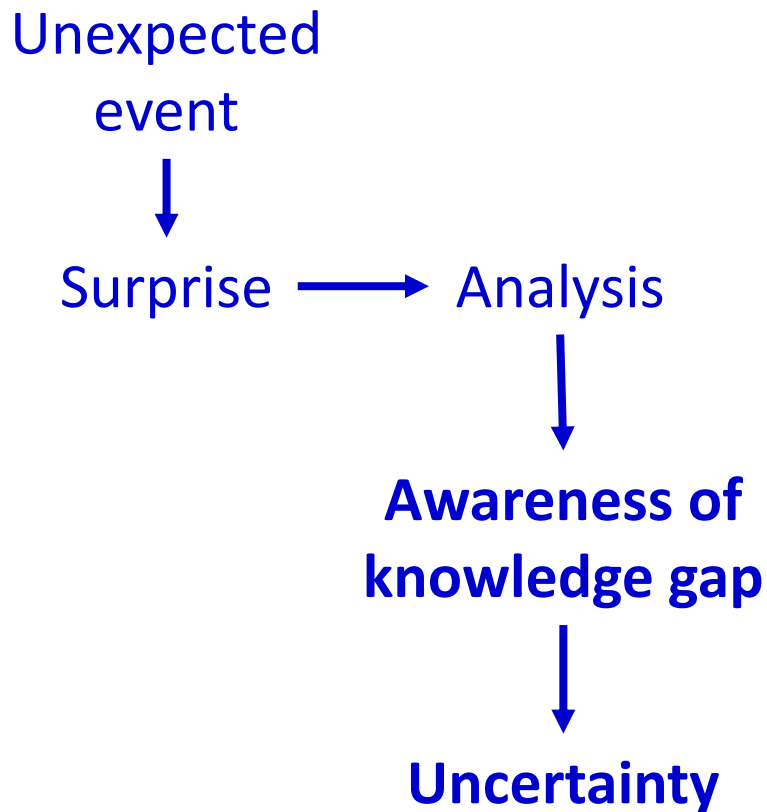 Unexpected
event
Surprise
Analysis
Awareness of
knowledge gap
Uncertainty